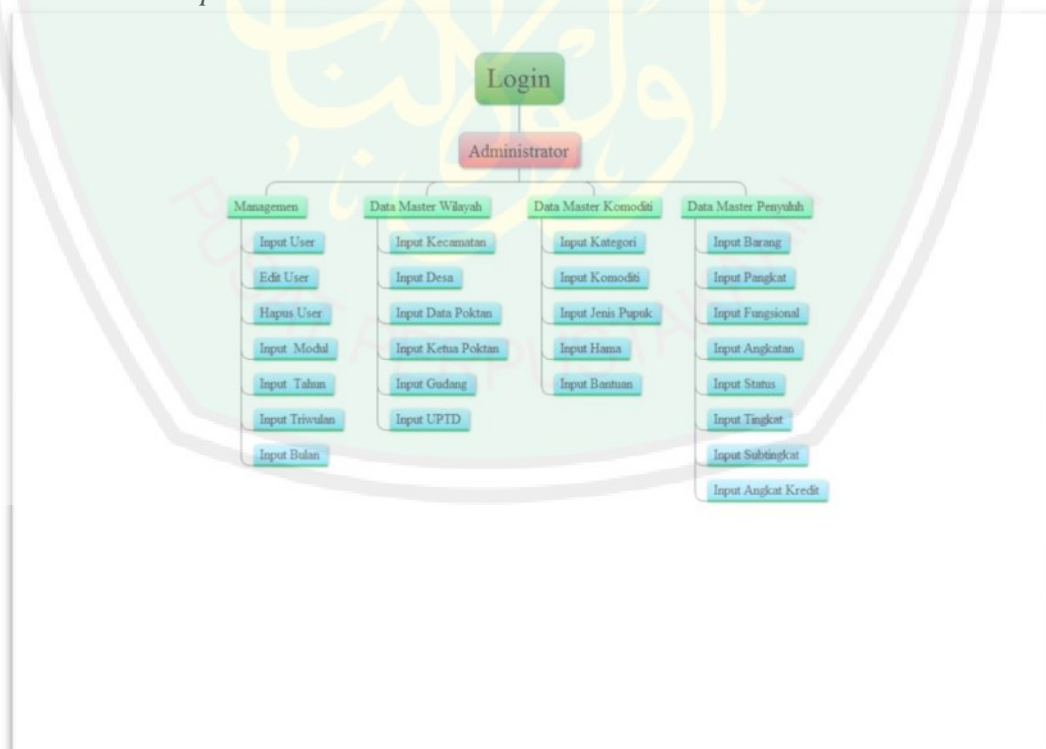 Login
Administrator
Managemen
Input User
Edit User
Hapus User
Input Modul
Input Tahun
Input Triwulan
Input Bulan
Data Master Wilayah
Input Kecamatan
Input Desa
Input Data Poktan
Input Ketua Poktan
Input Gudang
Input UPTD
Data Master Komoditi
Input Kategori
Input Komoditi
Input Jenis Pupuk
Input Hama
Input Bantuan
Data Master Penyuluh
Input Barang
Input Pangkat
Input Fungsional
Input Angkatan
Input Status
Input Tingkat
Input Subtingkat
Input Angkat Kredit